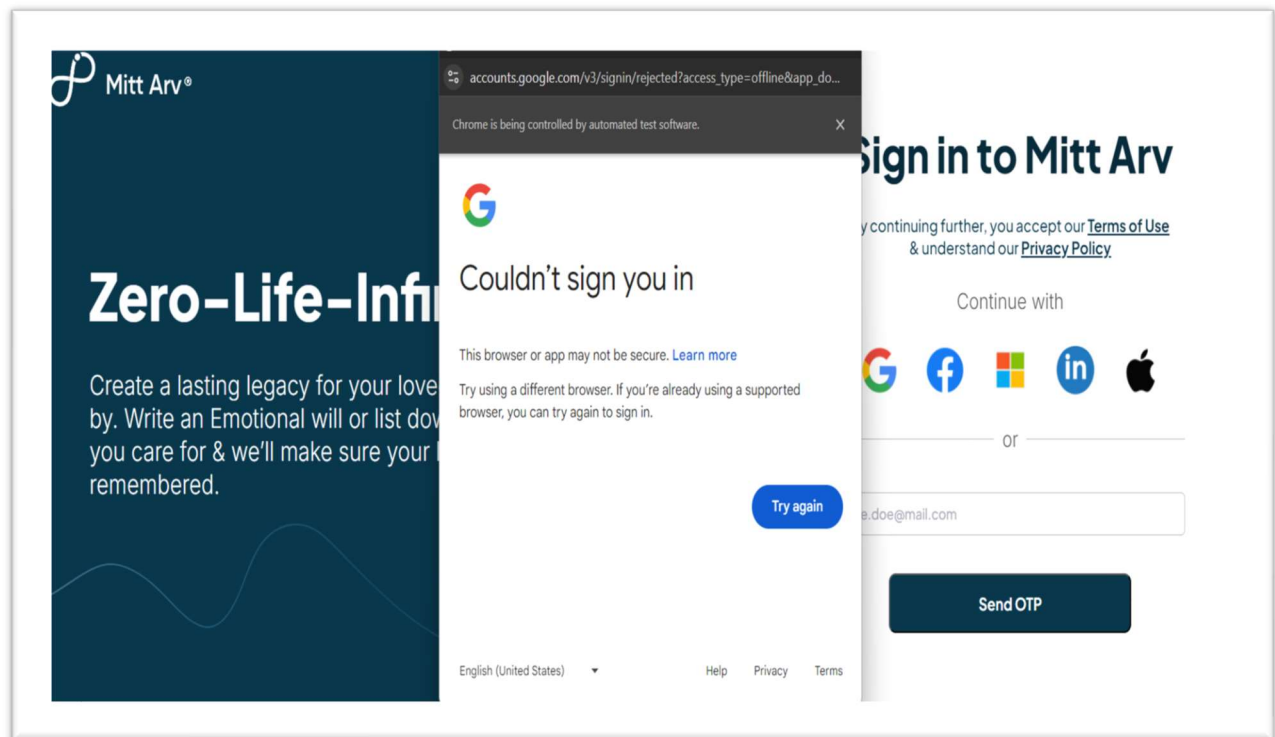 Mitt Arv®
Zero-Life-Infi
Create a lasting legacy for your love
by. Write an Emotional will or list dov
you care for & we'll make sure your
remembered.
accounts.google.com/v3/signin/rejected?access_type=offline&app_do...
Chrome is being controlled by automated test software.
Couldn't sign you in
This browser or app may not be secure. Learn more
Try using a different browser. If you're already using a supported
browser, you can try again to sign in.
Try again
English (United States)
Help Privacy Terms
Sign in to Mitt Arv
y continuing further, you accept our Terms of Use
& understand our Privacy Policy
Continue with
or
e.doe@mail.com
Send OTP